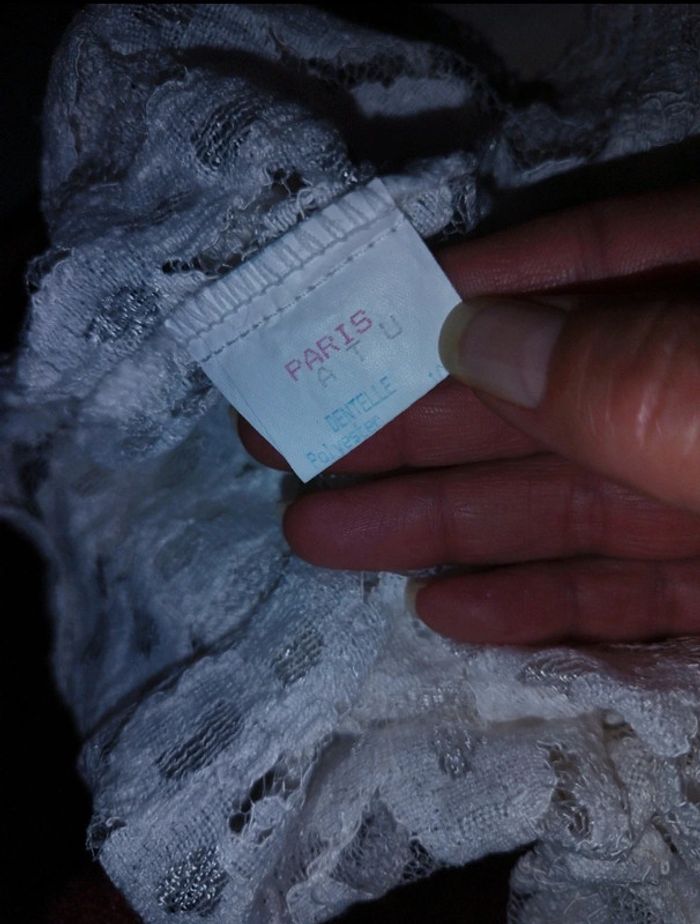 PARIS
A T U
DENTELLE
Polyester